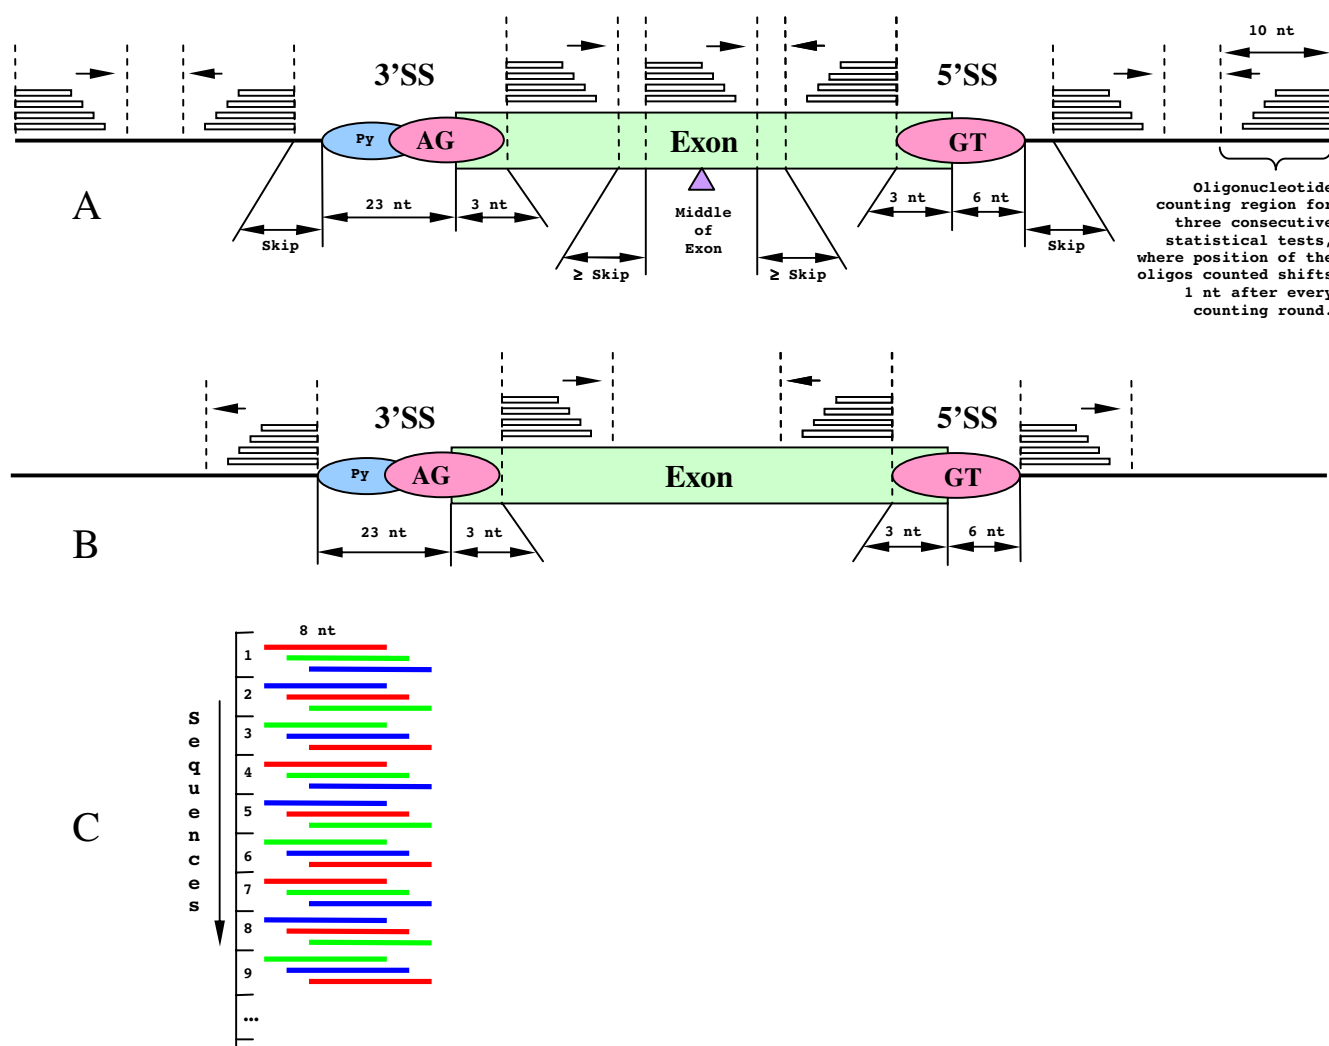 10 nt
3'SS
5'SS
Py
AG
Exon
GT
A
23 nt
3 nt
Middle
of
Exon
3 nt
6 nt
Skip
≥ Skip
≥ Skip
Skip
Oligonucleotide
counting region for
three consecutive
statistical tests,
where position of the
oligos counted shifts
1 nt after every
counting round.
3'SS
5'SS
Py
AG
Exon
GT
B
23 nt
3 nt
3 nt
6 nt
8 nt
C
Sequences
1
2
3
4
5
6
7
8
9
...